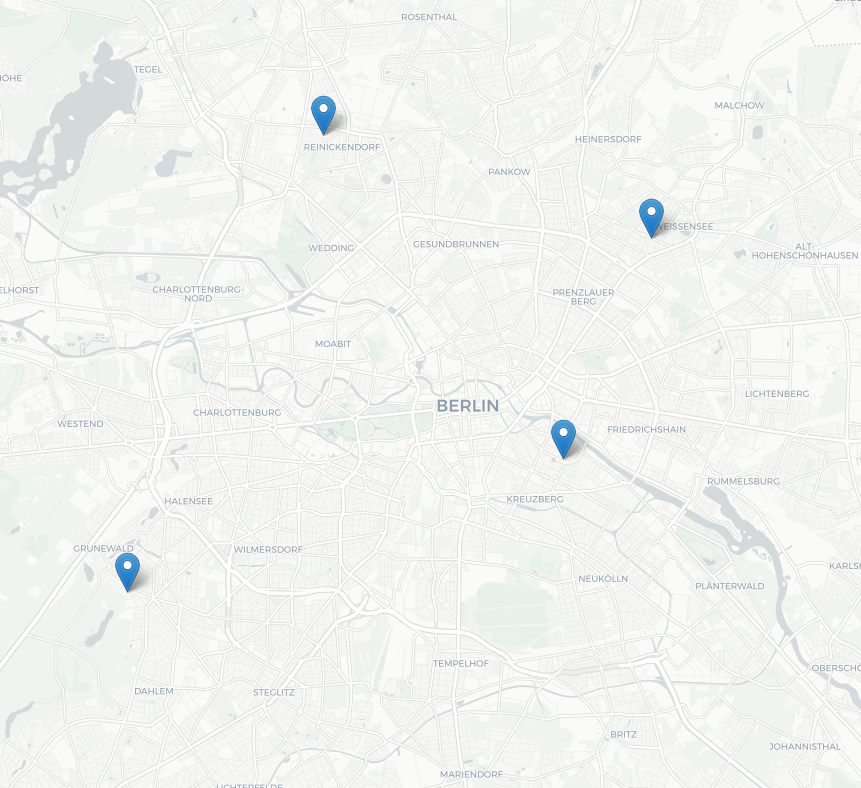 ROSENTHAL
TEGEL
MALCHOW
HEINERSDORF
REINICKENDORF
PANKOW
WEISSENSEE
WEDDING
GESUNDBRUNNEN
ALT-
HOHENSCHÖNHAUSEN
CHARLOTTENBURG-
NORD
PRENZLAUER
BERG
MOABIT
LICHTENBERG
BERLIN
CHARLOTTENBURG
WESTEND
FRIEDRICHSHAIN
RUMMELSBURG
HALENSEE
KREUZBERG
GRUNEWALD
WILMERSDORF
NEUKÖLLN
PLÄNTERWALD
TEMPELHOF
DAHLEM
STEGLITZ
BRITZ
JOHANNISTHAL
MARIENDORF